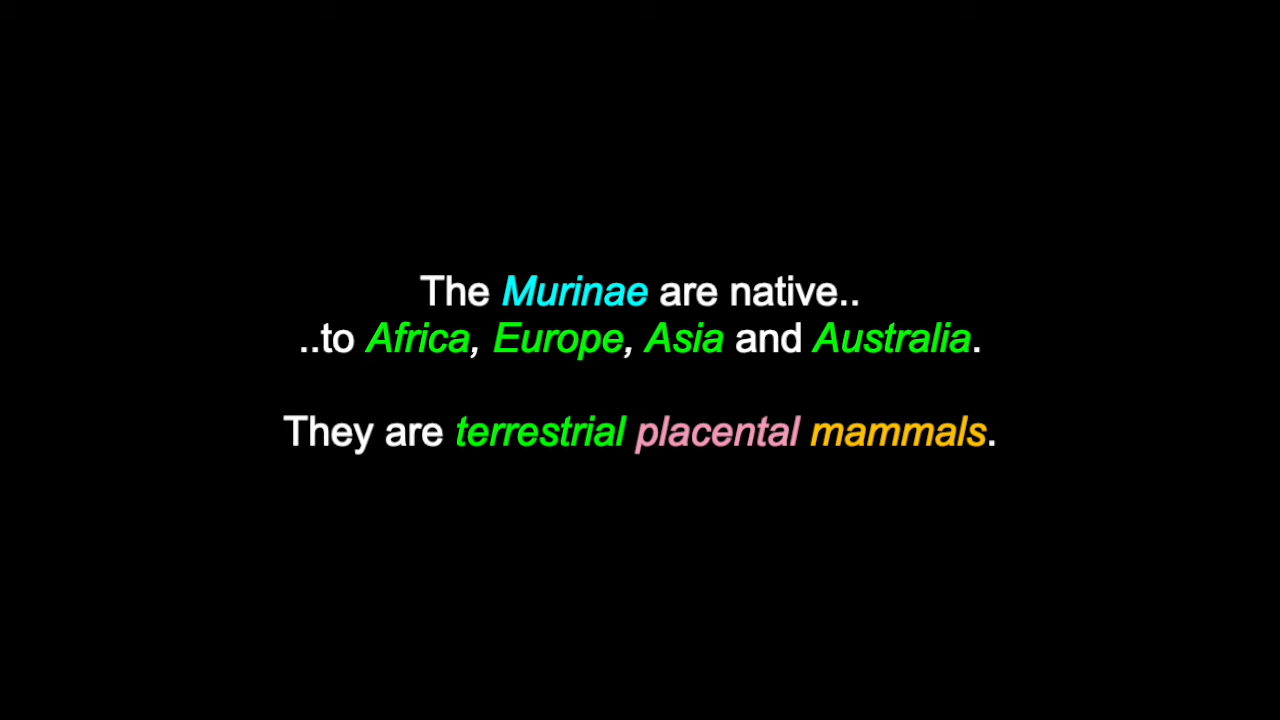 The Murinae are native..
..to Africa, Europe, Asia and Australia.
They are terrestrial placental mammals.